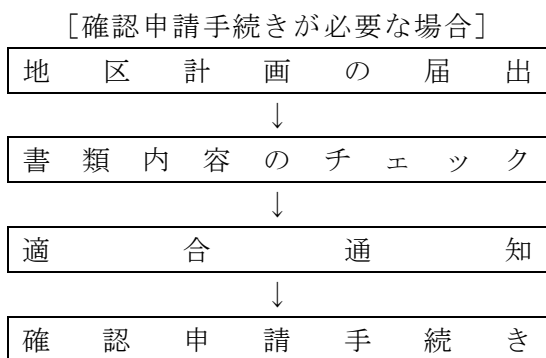 [確認申請手続きが必要な場合]
地区計画の届出
↓
書類内容のチェック
↓
適合通知
↓
確認申請手続き